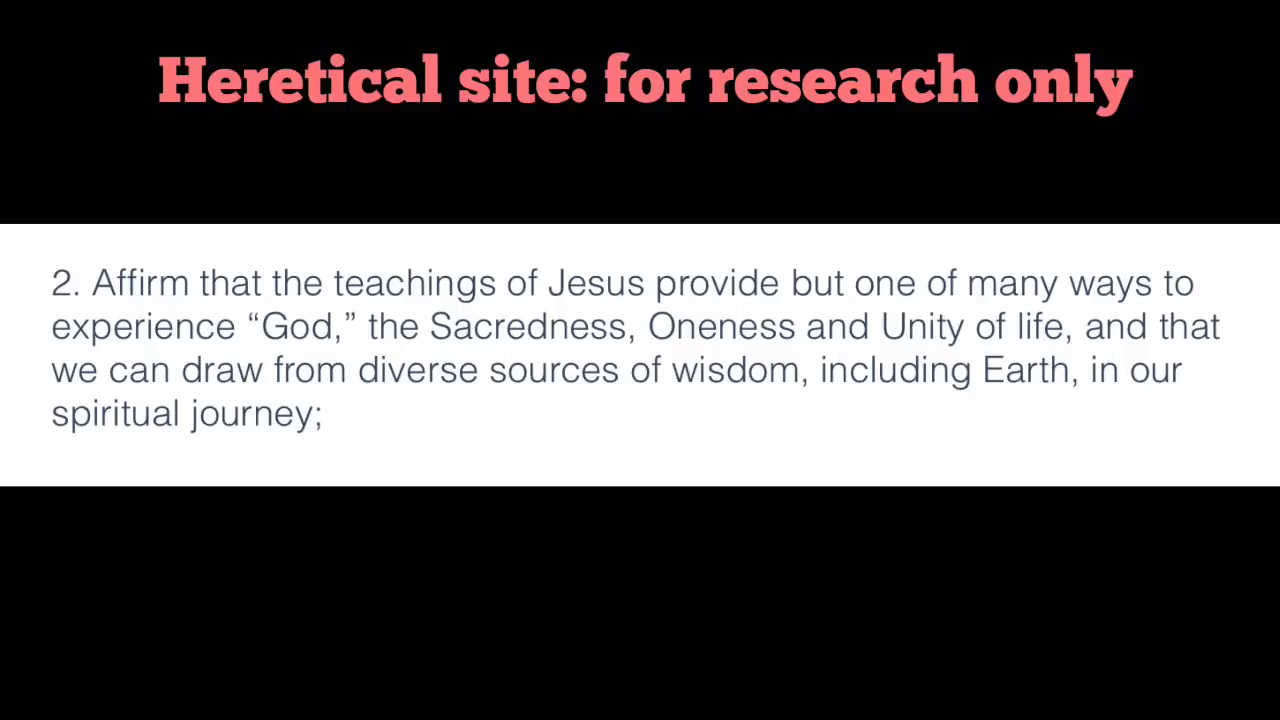 Heretical site: for research only
2. Affirm that the teachings of Jesus provide but one of many ways to
experience “God,” the Sacredness, Oneness and Unity of life, and that
we can draw from diverse sources of wisdom, including Earth, in our
spiritual journey;